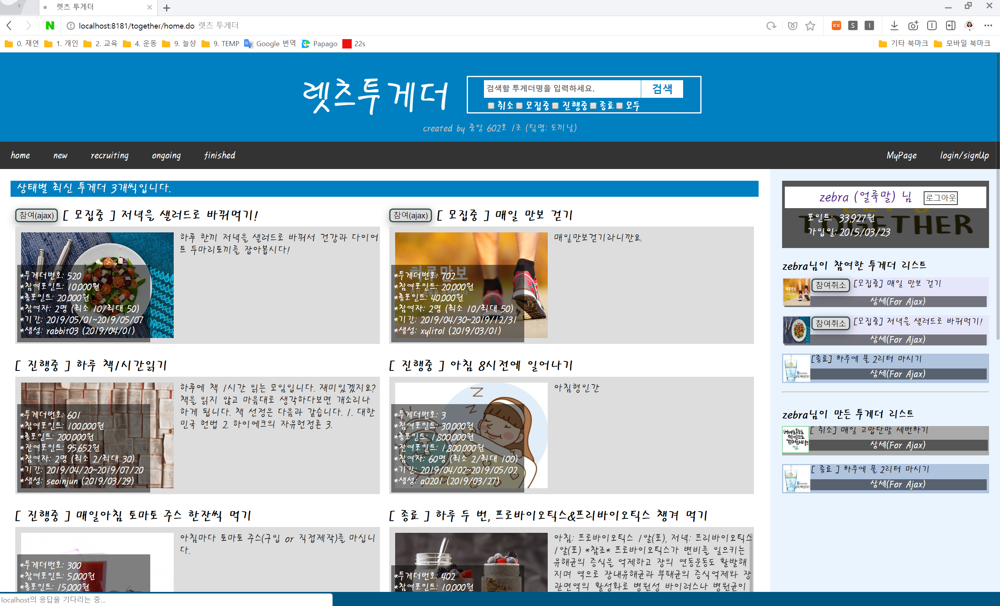 렛츠 투게더
localhost:8181/together/home.do 렛츠 투게더
EX S I
0. 재연 1. 개인 2. 교육 4. 운동 9. 늘상 9. TEMP Google 번역 Papago 22s 기타 북마크 모바일 북마크
렛츠투게더
검색할 투게더명을 입력하세요. 검색
취소 모집중 진행중 종료 모두
created by 중앙 602호 1조 (팀명: 도끼날)
home new recruiting ongoing finished MyPage login/signUp
상태별 최신 투게더 3개씩입니다.
참여(ajax) [ 모집중 ] 저녁을 샐러드로 바꿔먹기!
하루 한끼 저녁을 샐러드로 바꿔서 건강과 다이어
트 두마리토끼를 잡아봅시다!
*투게더번호: 520
*참여포인트: 10,000원
*총포인트: 20,000원
*참여자: 2명 (최소 10/최대 50)
*기간: 2019/05/01~2019/05/07
*생성: rabbit03 (2019/04/01)
참여(ajax) [ 모집중 ] 매일 만보 걷기
매일만보걷기라니깐요.
하루만보
*투게더번호: 702
*참여포인트: 20,000원
*총포인트: 40,000원
*참여자: 2명 (최소 10/최대 50)
*기간: 2019/04/30~2019/12/31
*생성: xylitol (2019/03/01)
[ 진행중 ] 하루 책1시간읽기
하루에 책 1시간 읽는 모임입니다. 재미있겠지요?
책을 읽지 않고 마음대로 생각하다보면 개소리나
하게 됩니다. 책 선정은 다음과 같습니다. 1. 대한
민국 헌법 2. 하이에크의 자유헌정론 3.
*투게더번호: 601
*참여포인트: 100,000원
*총포인트: 200,000원
*잔여포인트: 95,652원
*참여자: 2명 (최소 2/최대 30)
*기간: 2019/04/20~2019/07/20
*생성: seoinjun (2019/03/29)
[ 진행중 ] 아침 8시전에 일어나기
아침형인간
Z
Z
*투게더번호: 3
*참여포인트: 30,000원
*총포인트: 1,800,000원
*잔여포인트: 1,800,000원
*참여자: 60명 (최소 2/최대 100)
*기간: 2019/04/02~2019/05/02
*생성: a0201 (2019/03/27)
[ 진행중 ] 매일아침 토마토 주스 한잔씩 먹기
아침마다 토마토 주스(구입 or 직접제작)를 마십니
다.
*투게더번호: 300
*참여포인트: 5,000원
*총포인트: 15,000원
[ 종료 ] 하루 두 번, 프로바이오틱스&프리바이오틱스 챙겨 먹기
아침: 프로바이오틱스 1알(포), 저녁: 프리바이오틱스
1알(포) *참조* 프로바이오틱스가 변비를 일으키는
유해균의 증식을 억제하고 장의 연동운동도 활발해
지며 역으로 장내유해균과 부패균의 증식억제와 장
관면역의 활성화로 병원성 바이러스나 병원균이
*투게더번호: 402
*참여포인트: 10,000원
zebra (얼룩말) 님 로그아웃
TOGETHER
포인트: 33,927원
가입일: 2015/03/23
zebra님이 참여한 투게더 리스트
하루만보
참여취소 [모집중] 매일 만보 걷기
상세(For Ajax)
참여취소 [모집중] 저녁을 샐러드로 바꿔먹기!
상세(For Ajax)
[종료] 하루에 물 2리터 마시기
상세(For Ajax)
zebra님이 만든 투게더 리스트
[ 취소] 매일 고맙단말 세번하기
상세(For Ajax)
[ 종료 ] 하루에 물 2리터 마시기
상세(For Ajax)
localhost의 응답을 기다리는 중...